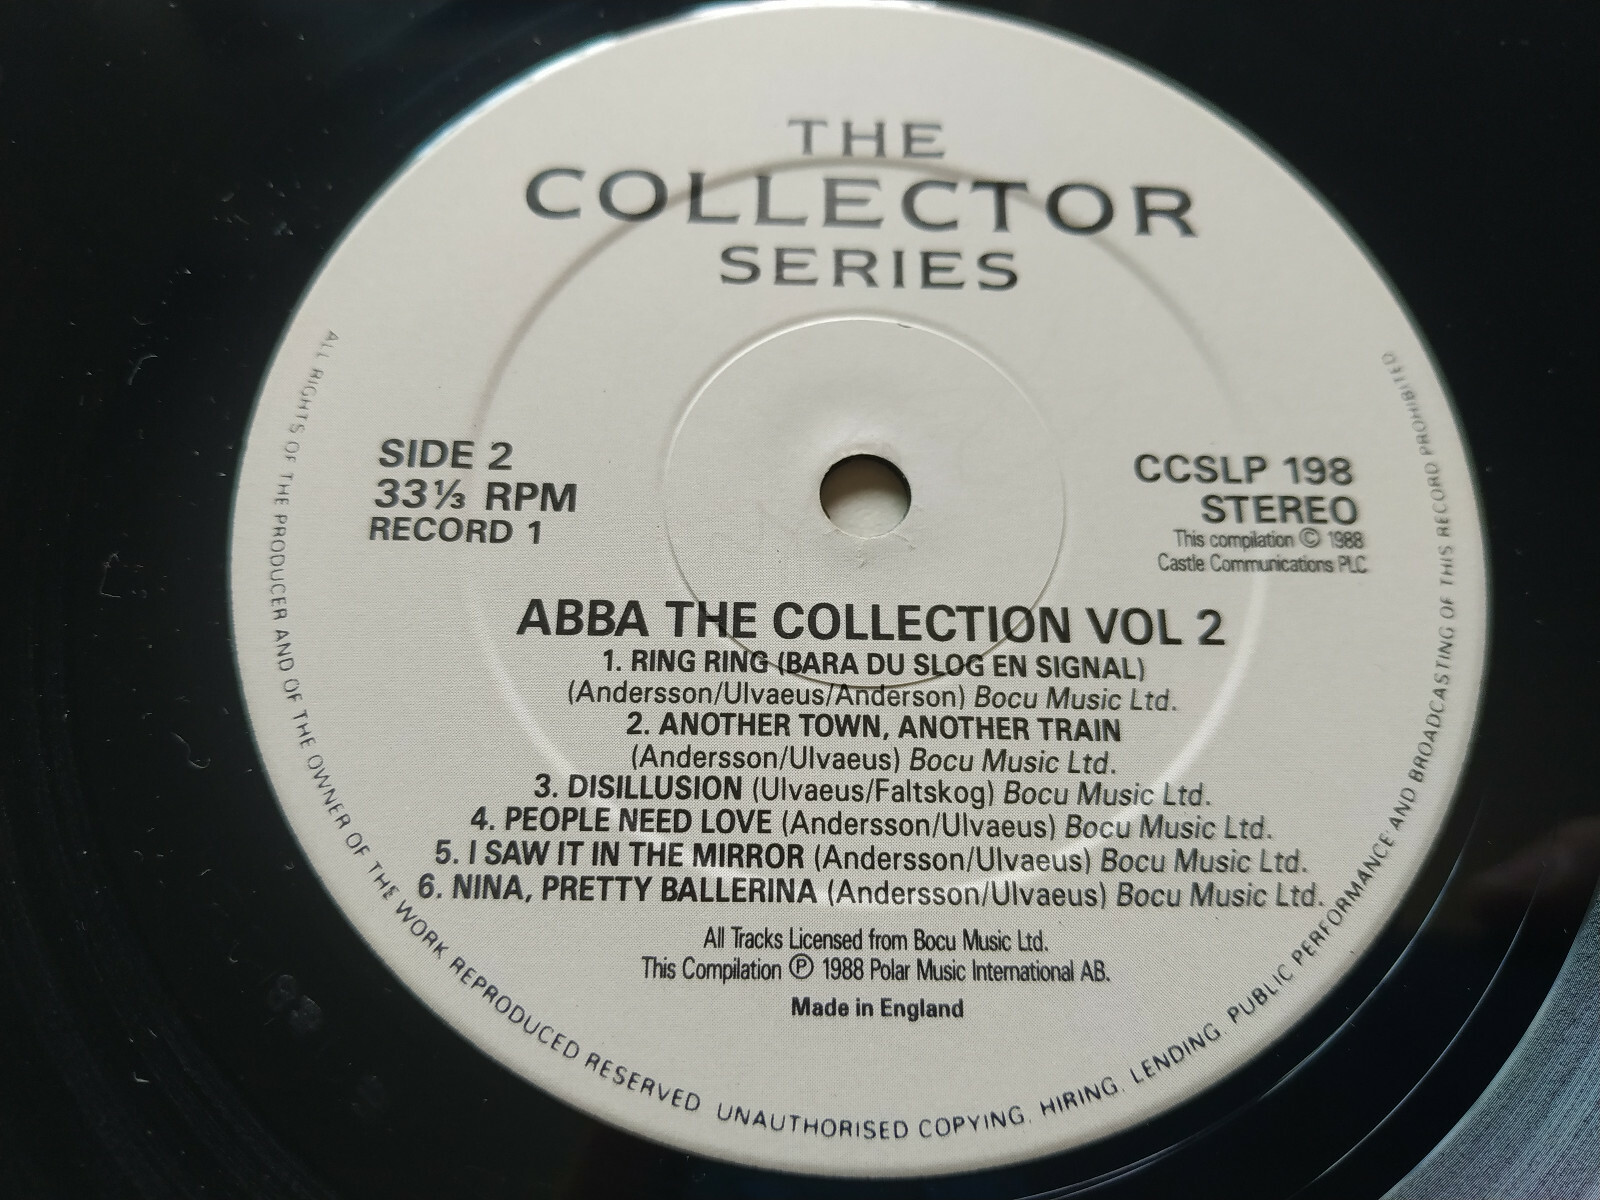 THE
COLLECTOR
SERIES
SIDE 2
33⅓ RPM
RECORD 1
CCSLP 198
STEREO
This compilation © 1988
Castle Communications PLC
ABBA THE COLLECTION VOL 2
1. RING RING (BARA DU SLOG EN SIGNAL)
(Andersson/Ulvaeus/Anderson) Bocu Music Ltd.
2. ANOTHER TOWN, ANOTHER TRAIN
(Andersson/Ulvaeus) Bocu Music Ltd.
3. DISILLUSION (Ulvaeus/Faltskog) Bocu Music Ltd.
4. PEOPLE NEED LOVE (Andersson/Ulvaeus) Bocu Music Ltd.
5. I SAW IT IN THE MIRROR (Andersson/Ulvaeus) Bocu Music Ltd.
6. NINA, PRETTY BALLERINA (Andersson/Ulvaeus) Bocu Music Ltd.
All Tracks Licensed from Bocu Music Ltd.
This Compilation Ⓟ 1988 Polar Music International AB.
Made in England
ALL RIGHTS OF THE PRODUCER AND OF THE OWNER OF THE WORK REPRODUCED RESERVED UNAUTHORISED COPYING, HIRING, LENDING, PUBLIC PERFORMANCE AND BROADCASTING OF THIS RECORD PROHIBITED